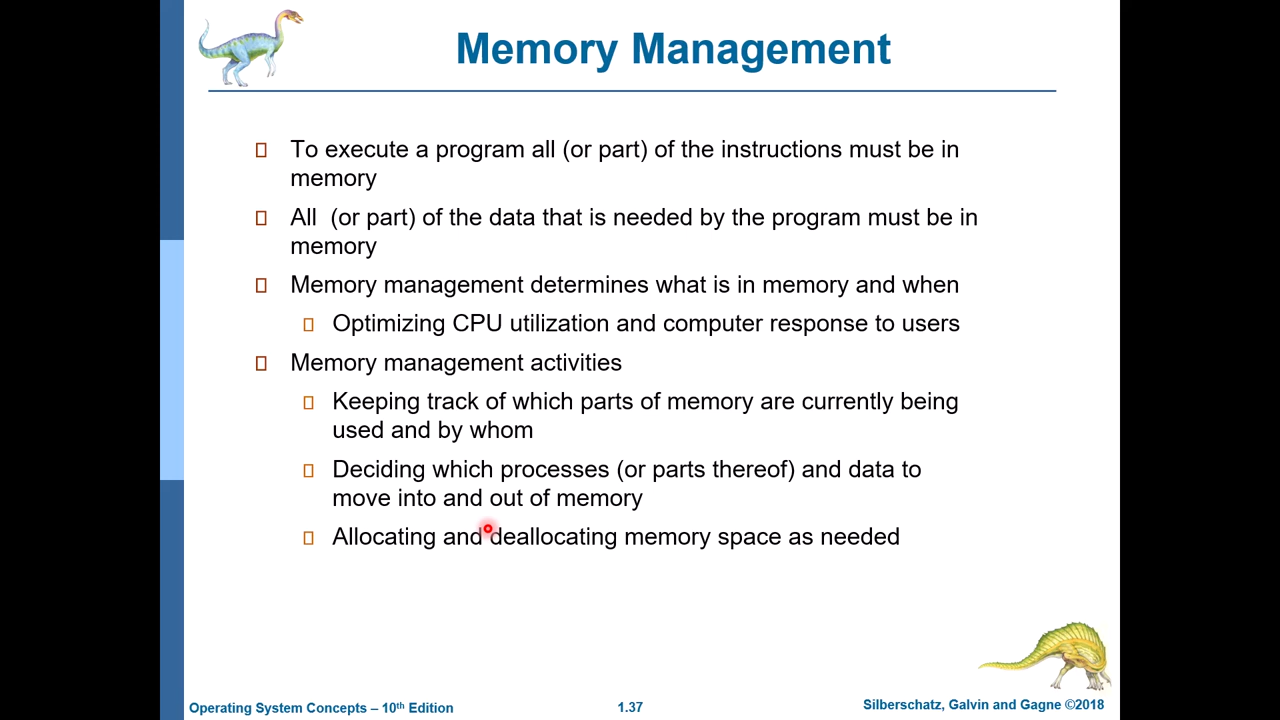 Memory Management
To execute a program all (or part) of the instructions must be in
memory
All  (or part) of the data that is needed by the program must be in
memory
Memory management determines what is in memory and when
Optimizing CPU utilization and computer response to users
Memory management activities
Keeping track of which parts of memory are currently being
used and by whom
Deciding which processes (or parts thereof) and data to
move into and out of memory
Allocating and deallocating memory space as needed
Operating System Concepts – 10th Edition
1.37
Silberschatz, Galvin and Gagne ©2018